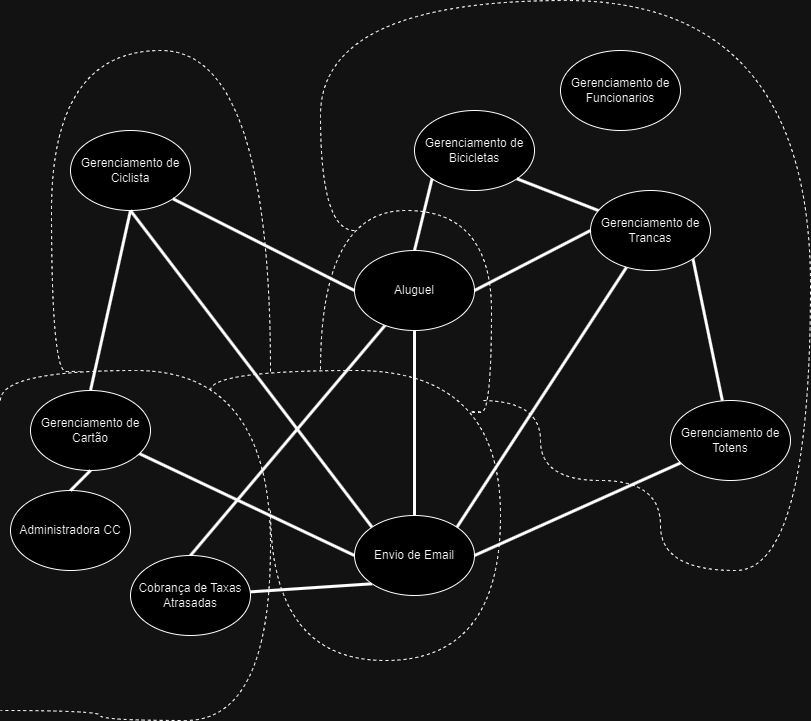 Gerenciamento de
Funcionarios
Gerenciamento de
Bicicletas
Gerenciamento de
Ciclista
Gerenciamento de
Trancas
Aluguel
Gerenciamento de
Cartão
Gerenciamento de
Totens
Administradora CC
Envio de Email
Cobrança de Taxas
Atrasadas